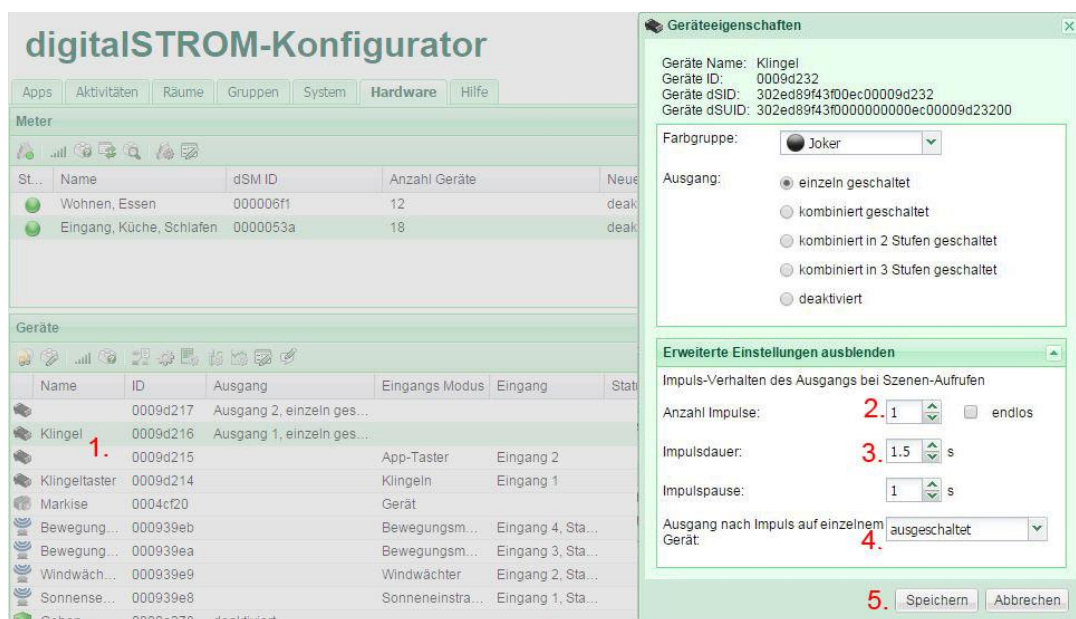 digitalSTROM-Konfigurator
Apps Aktivitäten Räume Gruppen System Hardware Hilfe
Meter
St... Name dSM ID Anzahl Geräte Neue
Wohnen, Essen 000006f1 12 deak
Eingang, Küche, Schlafen 0000053a 18 deak
Geräte
Name ID Ausgang Eingangs Modus Eingang Statu
0009d217 Ausgang 2, einzeln ges...
Klingel 0009d216 Ausgang 1, einzeln ges...
1.
0009d215 App-Taster Eingang 2
Klingeltaster 0009d214 Klingeln Eingang 1
Markise 0004cf20 Gerät
Bewegung... 000939eb Bewegungsm... Eingang 4, Sta...
Bewegung... 000939ea Bewegungsm... Eingang 3, Sta...
Windwäch... 000939e9 Windwächter Eingang 2, Sta...
Sonnense... 000939e8 Sonneneinstra... Eingang 1, Sta...
Geräteeigenschaften
Geräte Name: Klingel
Geräte ID: 0009d232
Geräte dSID: 302ed89f43f00ec00009d232
Geräte dSUID: 302ed89f43f0000000000ec00009d23200
Farbgruppe: Joker
Ausgang: einzeln geschaltet
kombiniert geschaltet
kombiniert in 2 Stufen geschaltet
kombiniert in 3 Stufen geschaltet
deaktiviert
Erweiterte Einstellungen ausblenden
Impuls-Verhalten des Ausgangs bei Szenen-Aufrufen
Anzahl Impulse: 2. 1 endlos
Impulsdauer: 3. 1.5 s
Impulspause: 1 s
Ausgang nach Impuls auf einzelnem
Gerät: 4. ausgeschaltet
5. Speichern Abbrechen